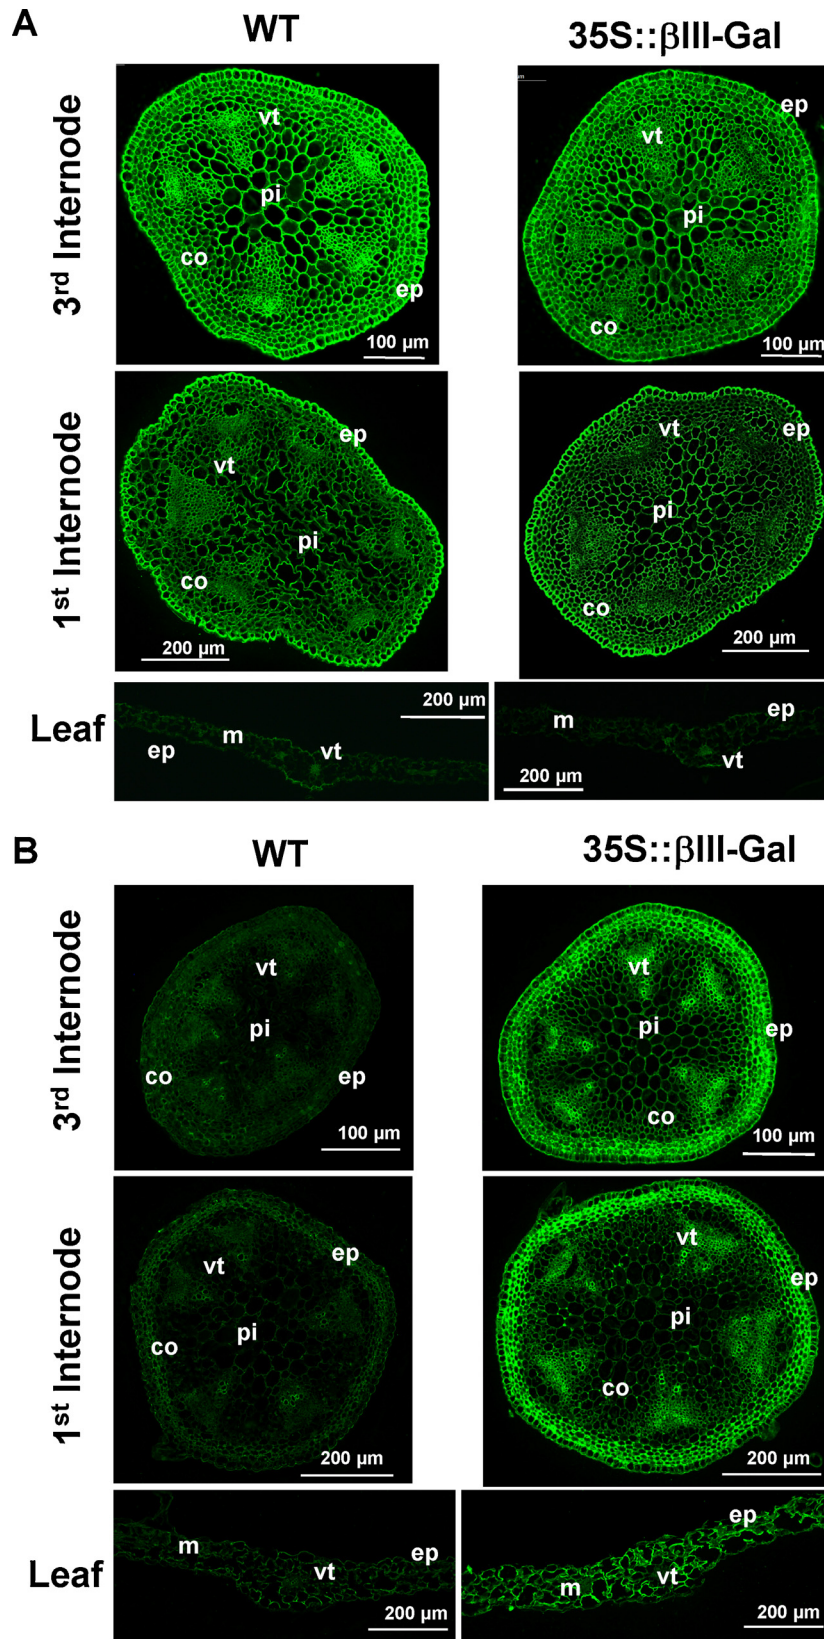 A
WT
35S::βIII-Gal
3rd Internode
vt
pi
co
ep
100 µm
ep
vt
pi
co
100 µm
1st Internode
ep
vt
pi
co
200 µm
vt
ep
pi
co
200 µm
Leaf
200 µm
m
vt
ep
ep
m
vt
200 µm
B
WT
35S::βIII-Gal
3rd Internode
vt
pi
co
ep
100 µm
vt
pi
ep
co
100 µm
1st Internode
ep
vt
pi
co
200 µm
vt
ep
pi
co
200 µm
Leaf
m
vt
ep
200 µm
ep
vt
m
200 µm